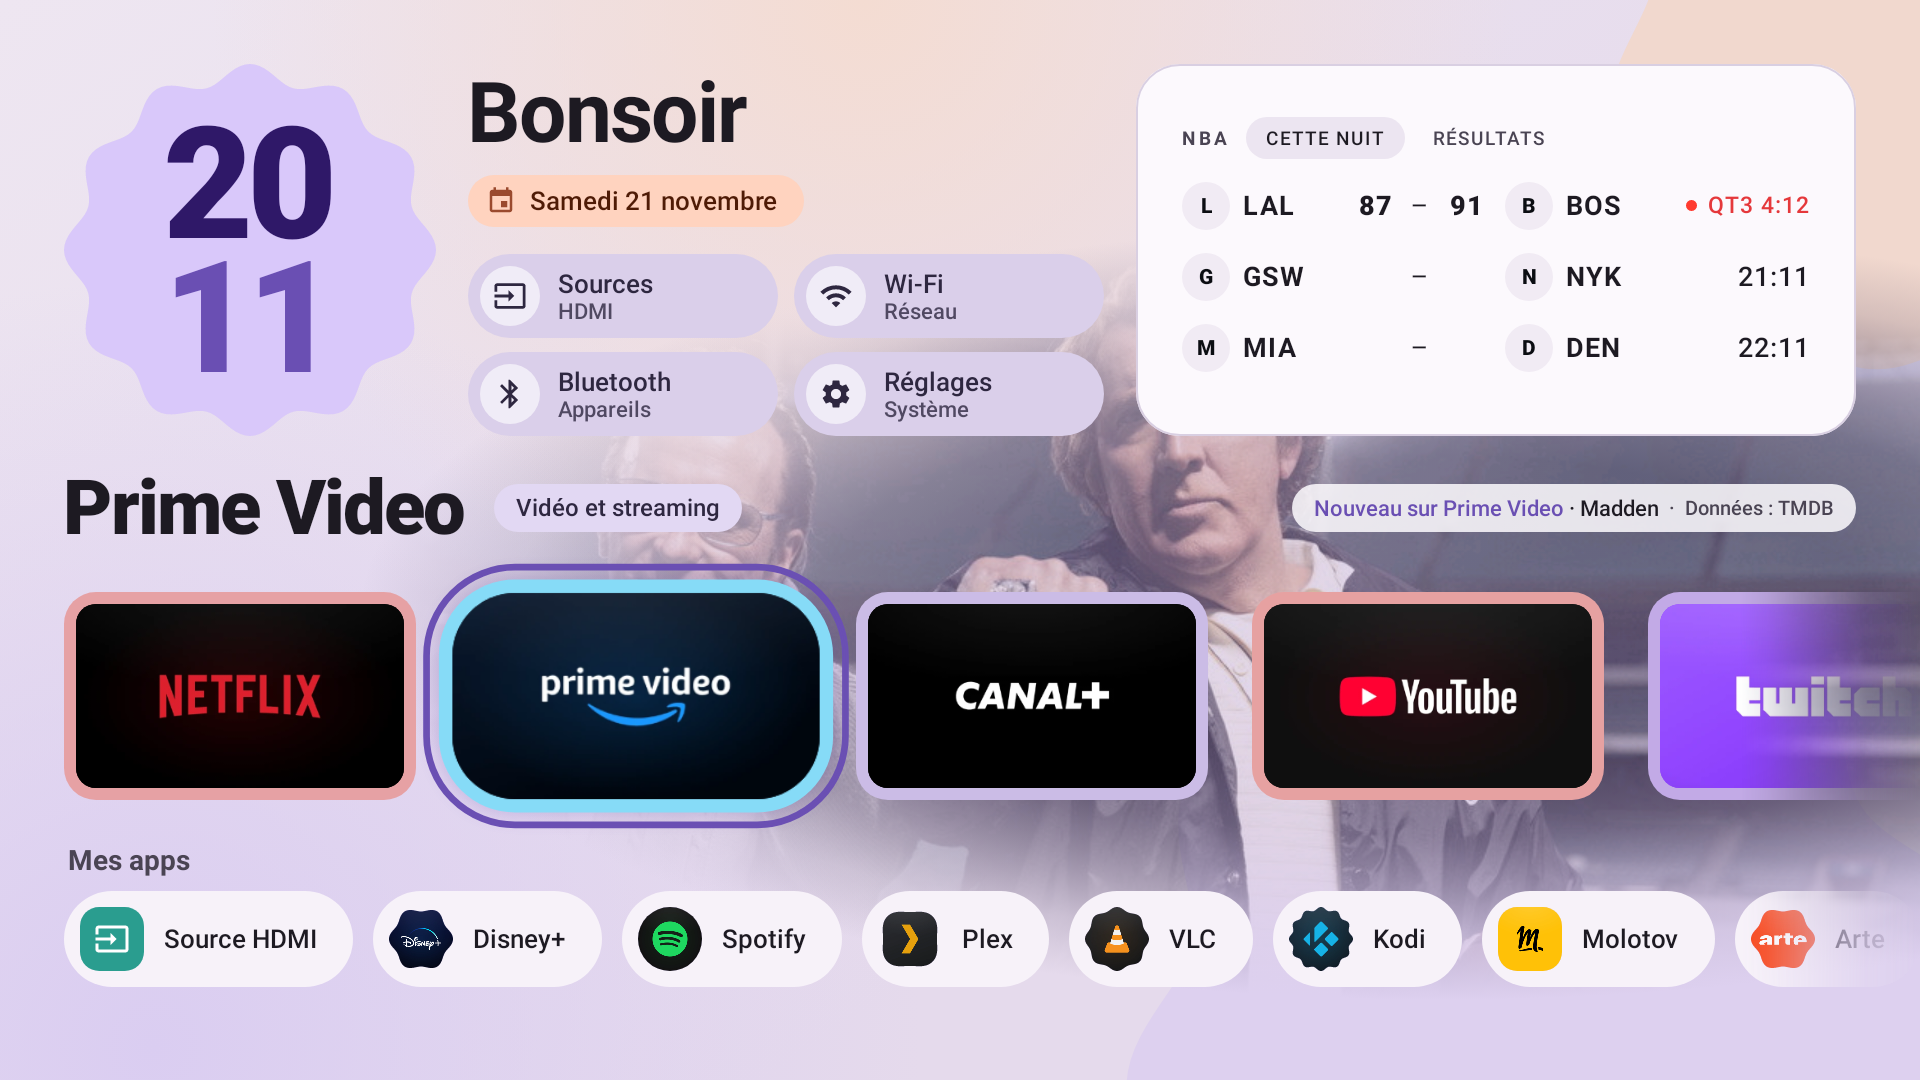 20
11
Bonsoir
Samedi 21 novembre
Sources
HDMI
Wi-Fi
Réseau
Bluetooth
Appareils
Réglages
Système
NBA CETTE NUIT RÉSULTATS
L LAL 87 – 91 B BOS QT3 4:12
G GSW – N NYK 21:11
M MIA – D DEN 22:11
Prime Video
Vidéo et streaming
Nouveau sur Prime Video · Madden · Données : TMDB
NETFLIX
prime video
CANAL+
YouTube
twitch
Mes apps
Source HDMI
Disney+
Disney+
Spotify
Plex
VLC
Kodi
M.
Molotov
arte
Arte